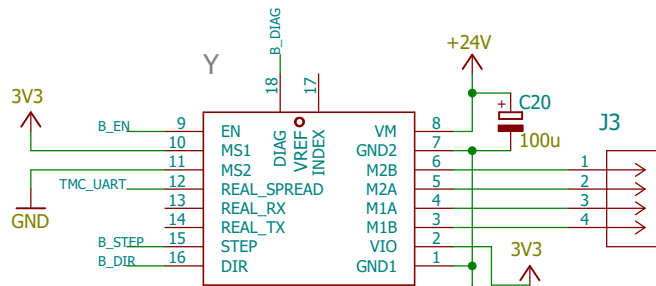 B_DIAG
+24V
Y
18
17
3V3
C20
100u
J3
B_EN 9 EN DIAG VREF INDEX VM 8
10 MS1 GND2 7
11 MS2 M2B 6 1
TMC_UART 12 REAL_SPREAD M2A 5 2
GND 13 REAL_RX M1A 4 3
14 REAL_TX M1B 3 4
B_STEP 15 STEP VIO 2 3V3
B_DIR 16 DIR GND1 1